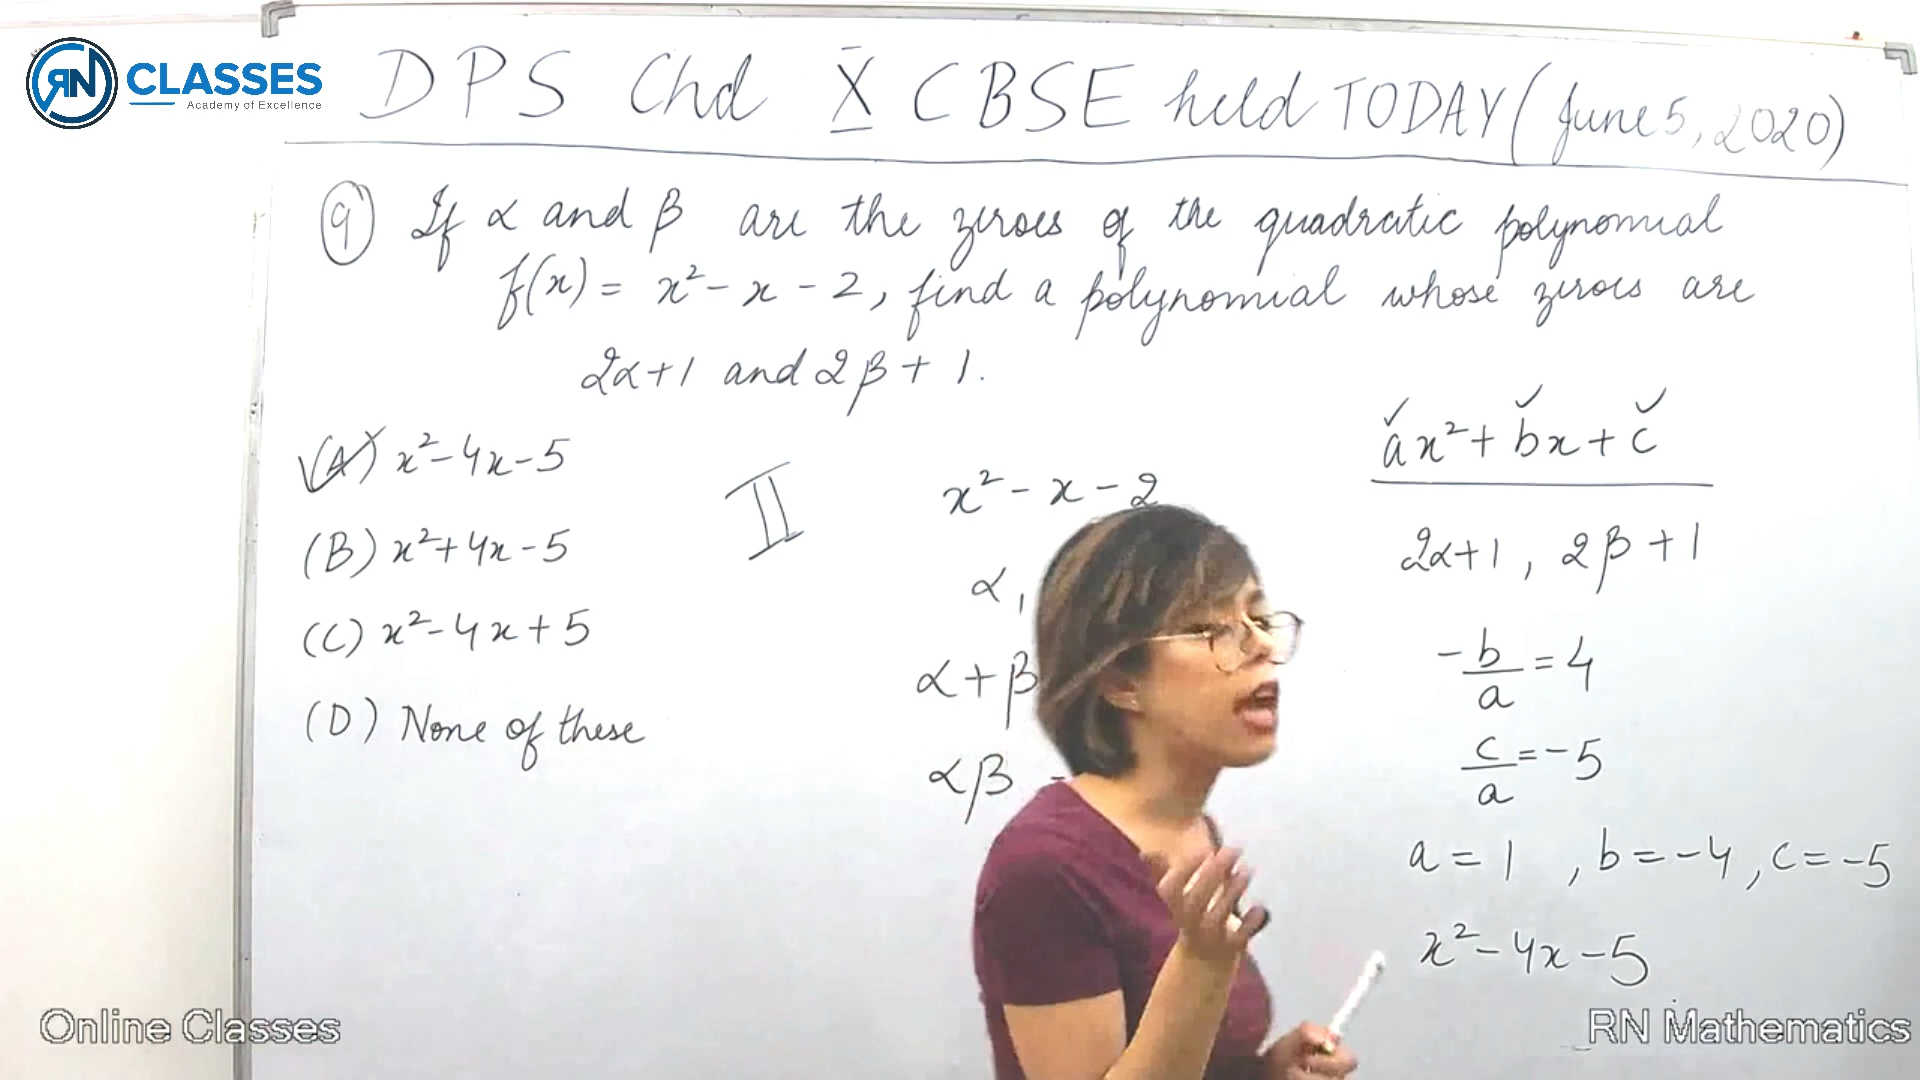 RN CLASSES
Academy of Excellence
DPS Chd X CBSE held TODAY (June 5, 2020)
(9) If α and β are the zeroes of the quadratic polynomial
f(x) = x² - x - 2, find a polynomial whose zeroes are
2α+1 and 2β+1.
(A) x²-4x-5
(B) x²+4x-5
(C) x²-4x+5
(D) None of these
II
x² - x - 2
α,
α+β
αβ -
ax²+bx+c
2α+1, 2β+1
-b/a = 4
c/a = -5
a = 1, b = -4, c = -5
x²-4x-5
Online Classes
RN Mathematics